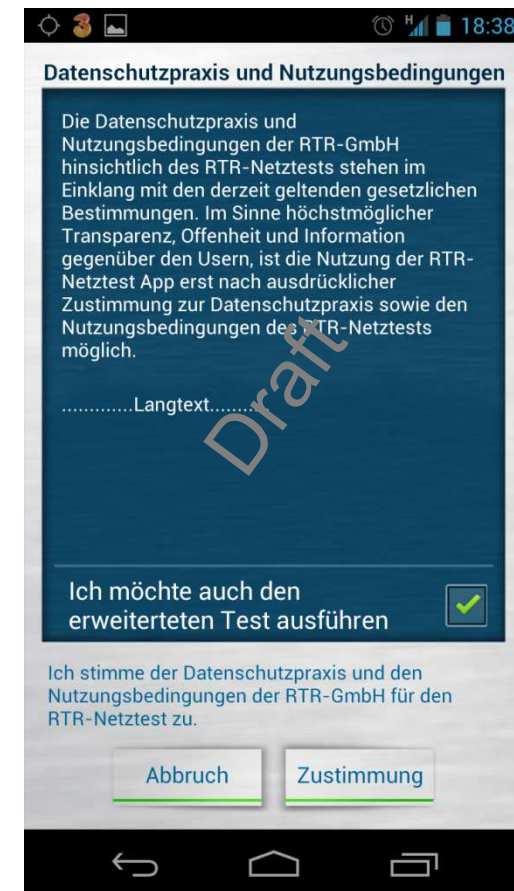 3 H 18:38
Datenschutzpraxis und Nutzungsbedingungen
Die Datenschutzpraxis und
Nutzungsbedingungen der RTR-GmbH
hinsichtlich des RTR-Netztests stehen im
Einklang mit den derzeit geltenden gesetzlichen
Bestimmungen. Im Sinne höchstmöglicher
Transparenz, Offenheit und Information
gegenüber den Usern, ist die Nutzung der RTR-
Netztest App erst nach ausdrücklicher
Zustimmung zur Datenschutzpraxis sowie den
Nutzungsbedingungen des RTR-Netztests
möglich.
.............Langtext..........
Draft
Ich möchte auch den
erweiterteten Test ausführen
Ich stimme der Datenschutzpraxis und den
Nutzungsbedingungen der RTR-GmbH für den
RTR-Netztest zu.
Abbruch Zustimmung